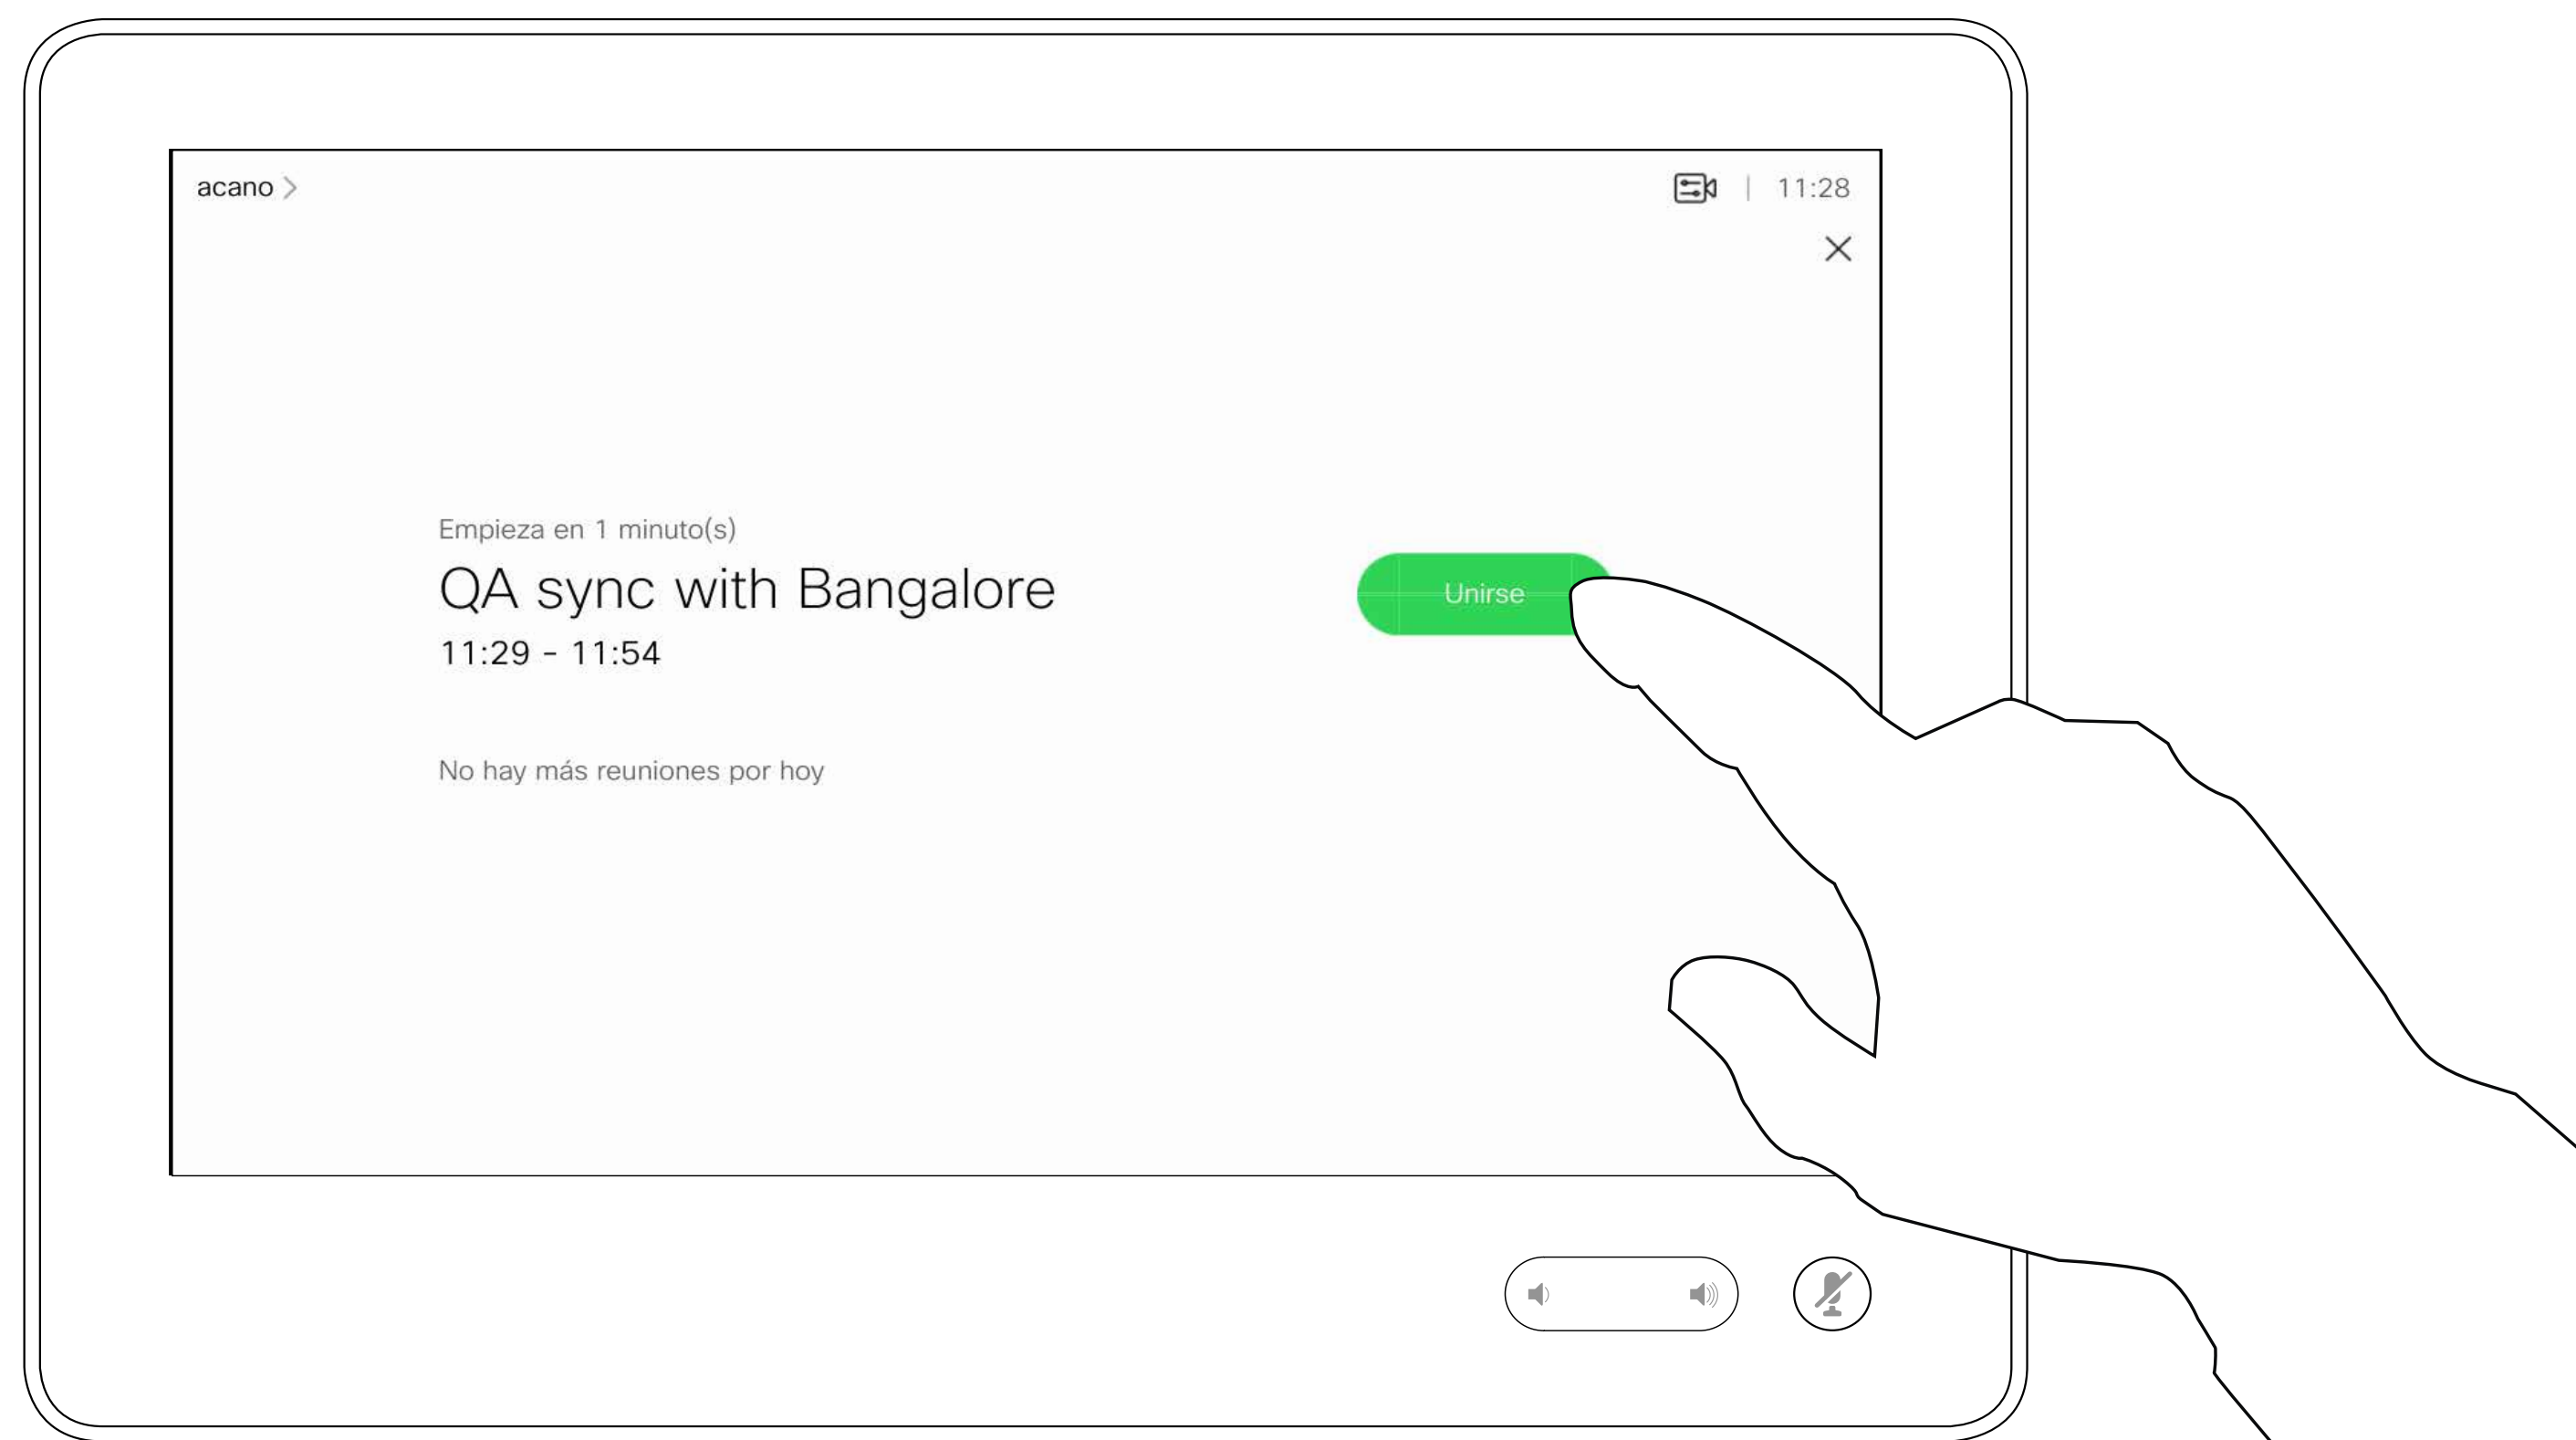 acano
11:28
Empieza en 1 minuto(s)
QA sync with Bangalore
11:29 - 11:54
Unirse
No hay más reuniones por hoy